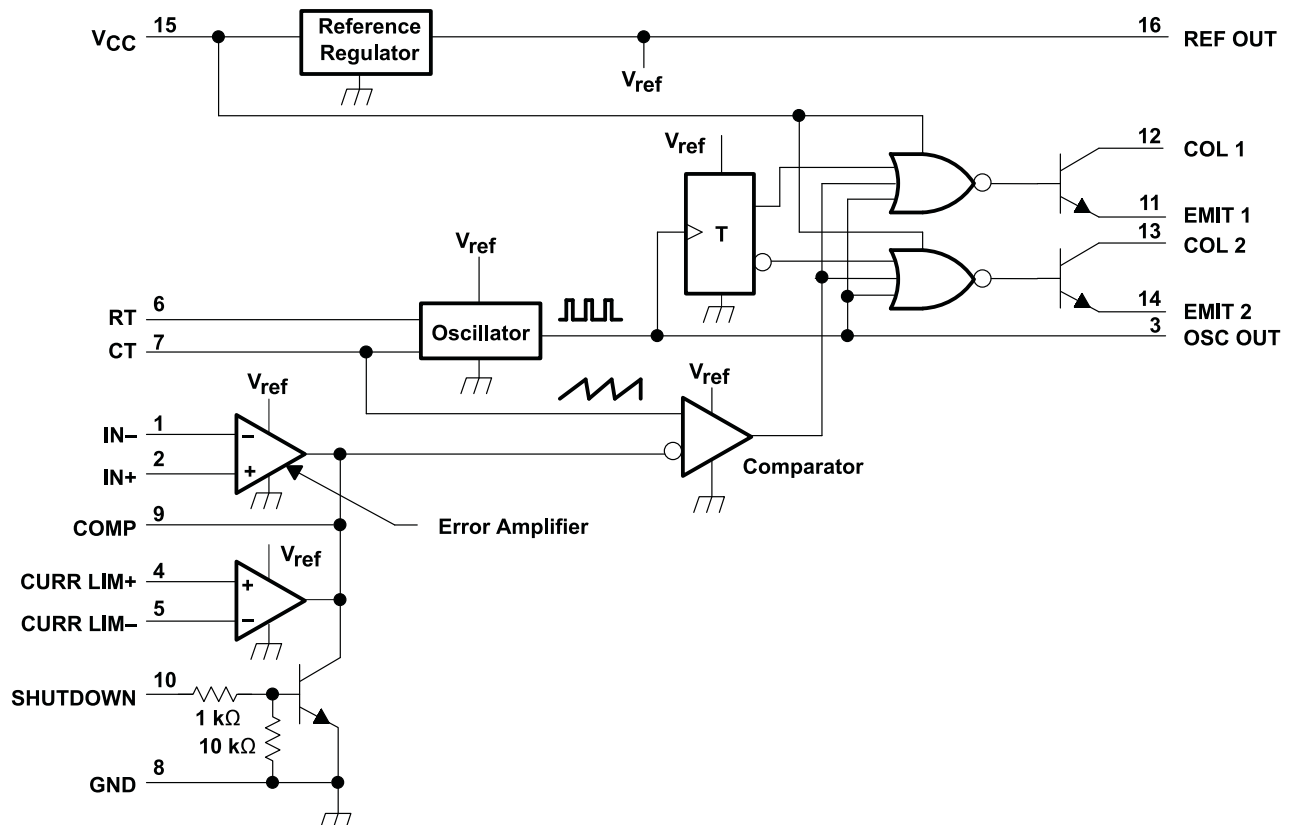 VCC 15
Reference
Regulator
16 REF OUT
Vref
Vref
12 COL 1
11 EMIT 1
13 COL 2
14 EMIT 2
3 OSC OUT
T
Vref
RT 6
CT 7
Oscillator
Vref
Vref
IN– 1
IN+ 2
–
+
Comparator
COMP 9
Error Amplifier
Vref
CURR LIM+ 4
CURR LIM– 5
+
–
SHUTDOWN 10
1 kΩ
10 kΩ
GND 8